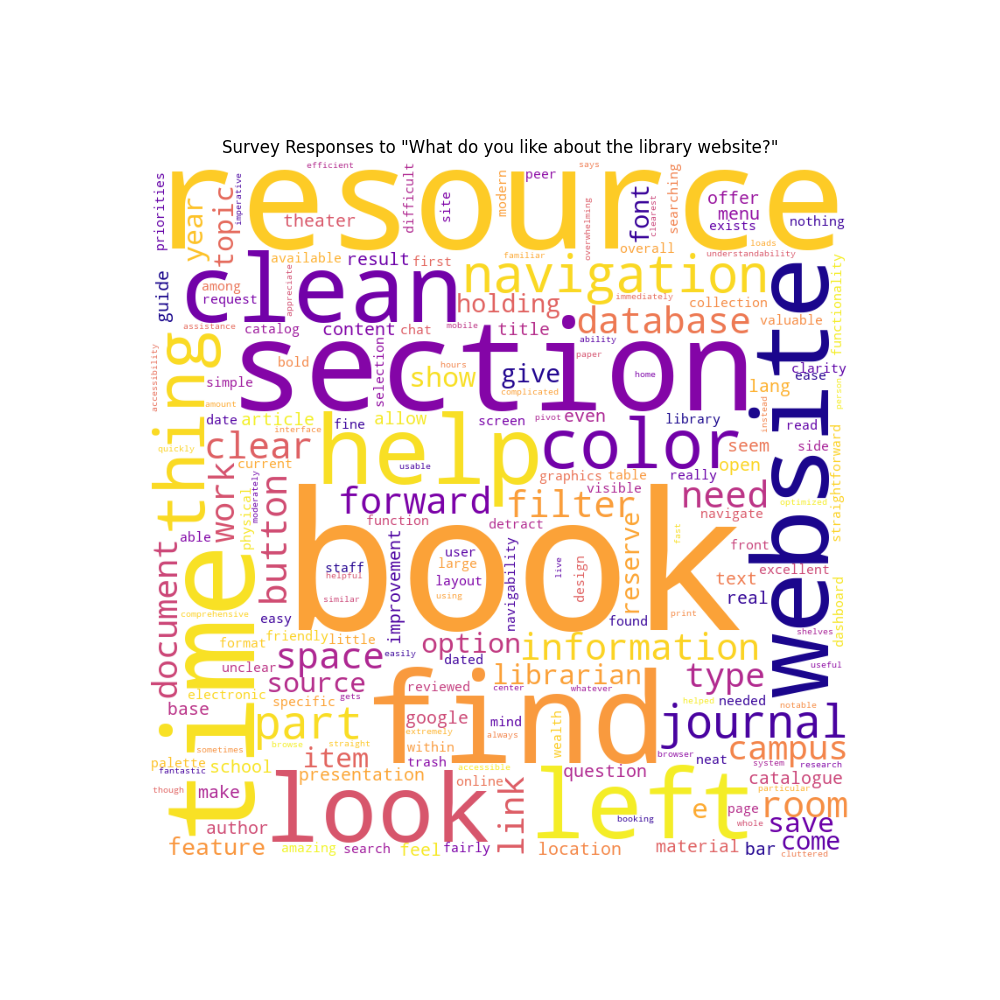 Survey Responses to "What do you like about the library website?"
resource
efficient
says
priorities
imperative
year
topic
theater
difficult
site
modern
peer
font
clearest
searching
offer
menu
exists
nothing
overwhelming
overall
loads
understandability
familiar
available
result
first
guide
among
request
appreciate
clean
navigation
immediately
collection
holding
database
valuable
functionality
website
assistance
catalog
content
chat
mobile
title
ability
paper
thing
accessibility
simple
bold
selection
section
hours
show
give
complicated
home
lang
ease
clarity
person
amount
date
article
interface
fine
allow
help
screen
pivot
even
library
instead
read
color
seem
side
quickly
clear
current
usable
graphics
table
really
open
visible
straightforward
optimized
work
moderately
physical
button
forward
filter
need
function
detract
navigate
able
book
reserve
fast
front
excellent
text
real
document
time
staff
helpful
user
large
layout
using
similar
navigability
live
design
improvement
print
found
shelves
dashboard
comprehensive
easy
friendly
little
format
easily
option
dated
information
unclear
space
librarian
type
useful
electronic
source
specific
gets
reviewed
center
whatever
find
helped
needed
notable
base
part
google
extremely
mind
always
wealth
journal
sometimes
browse
straight
within
trash
browser
neat
campus
system
research
palette
fantastic
school
item
presentation
online
accessible
question
catalogue
particular
though
make
look
link
left
booking
e
page
room
whole
save
author
feature
amazing
search
feel
fairly
location
material
bar
come
cluttered